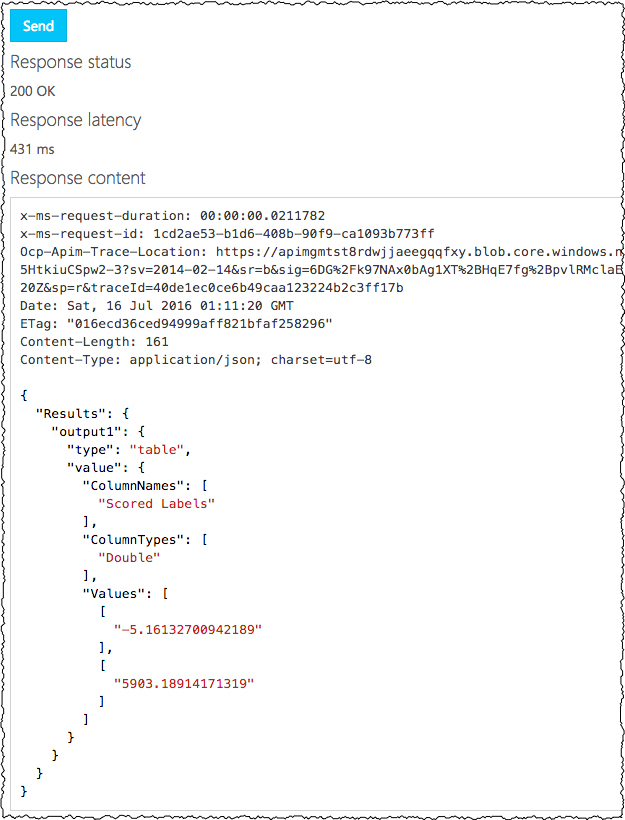 Send
Response status
200 OK
Response latency
431 ms
Response content
x-ms-request-duration: 00:00:00.0211782
x-ms-request-id: 1cd2ae53-b1d6-408b-90f9-ca1093b773ff
Ocp-Apim-Trace-Location: https://apimgmtst8rdwjjaeegqqfxy.blob.core.windows.n
5HtkiuCSpw2-3?sv=2014-02-14&sr=b&sig=6DG%2Fk97NAx0bAg1XT%2BHqE7fg%2BpvlRMclaE
20Z&sp=r&traceId=40de1ec0ce6b49caa123224b2c3ff17b
Date: Sat, 16 Jul 2016 01:11:20 GMT
ETag: "016ecd36ced94999aff821bfaf258296"
Content-Length: 161
Content-Type: application/json; charset=utf-8
{
"Results": {
"output1": {
"type": "table",
"value": {
"ColumnNames": [
"Scored Labels"
],
"ColumnTypes": [
"Double"
],
"Values": [
[
"-5.16132700942189"
],
[
"5903.18914171319"
]
]
}
}
}
}